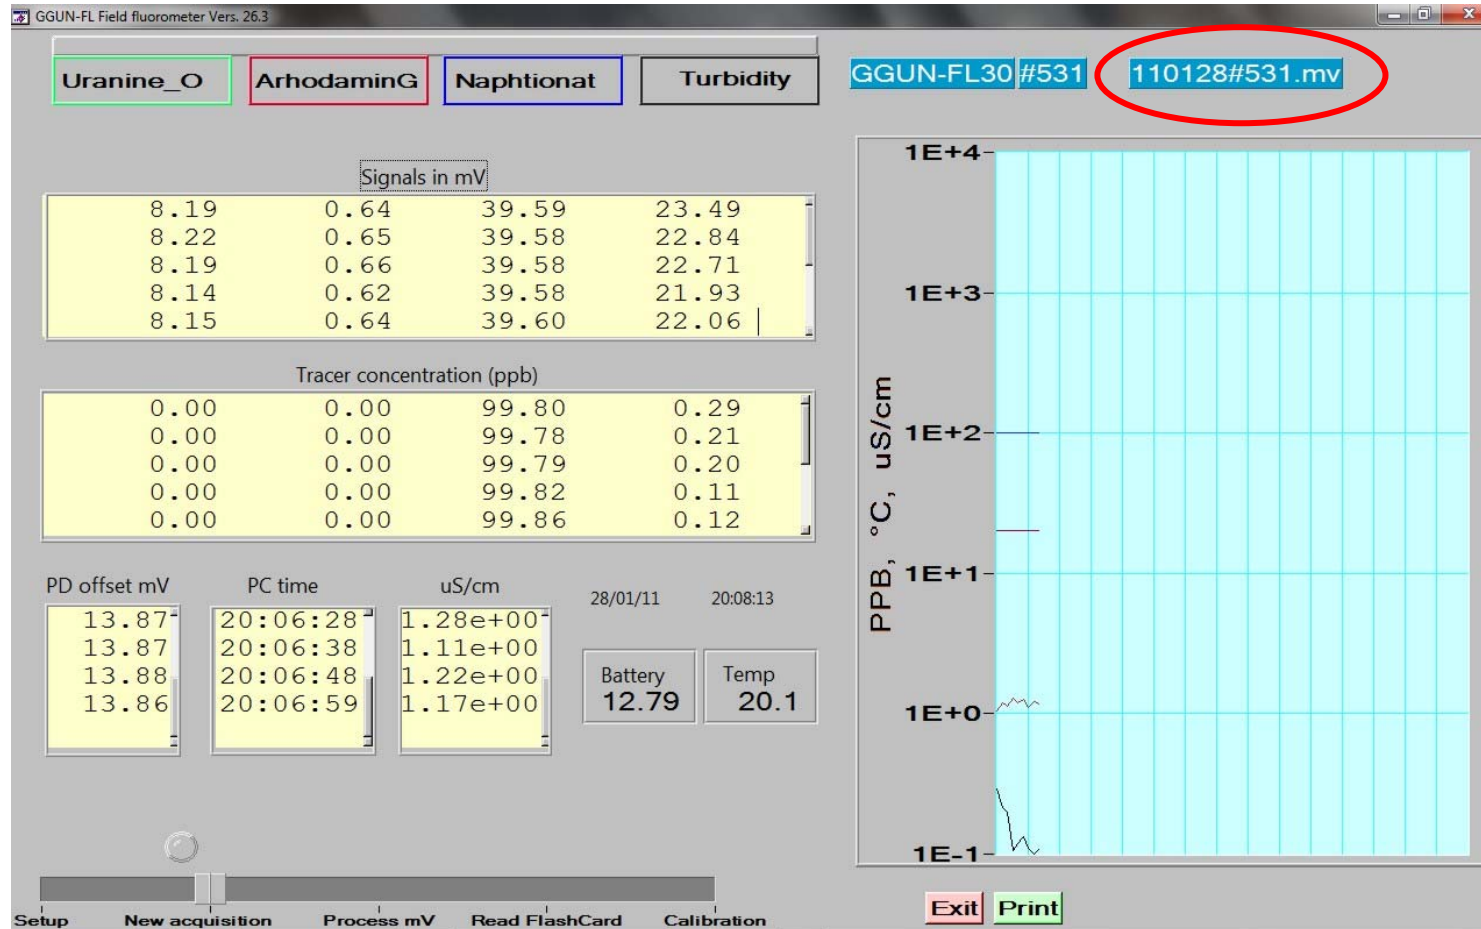 GGUN-FL Field fluorometer Vers. 26.3
Uranine_O ArhodaminG Naphtionat Turbidity
GGUN-FL30 #531 110128#531.mv
Signals in mV
8.19 0.64 39.59 23.49
8.22 0.65 39.58 22.84
8.19 0.66 39.58 22.71
8.14 0.62 39.58 21.93
8.15 0.64 39.60 22.06
Tracer concentration (ppb)
0.00 0.00 99.80 0.29
0.00 0.00 99.78 0.21
0.00 0.00 99.79 0.20
0.00 0.00 99.82 0.11
0.00 0.00 99.86 0.12
PD offset mV PC time uS/cm 28/01/11 20:08:13
13.87 20:06:28 1.28e+00
13.87 20:06:38 1.11e+00
13.88 20:06:48 1.22e+00
13.86 20:06:59 1.17e+00
Battery Temp
12.79 20.1
Setup New acquisition Process mV Read FlashCard Calibration
PPB, °C, uS/cm
1E+4
1E+3
1E+2
1E+1
1E+0
1E-1
Exit Print